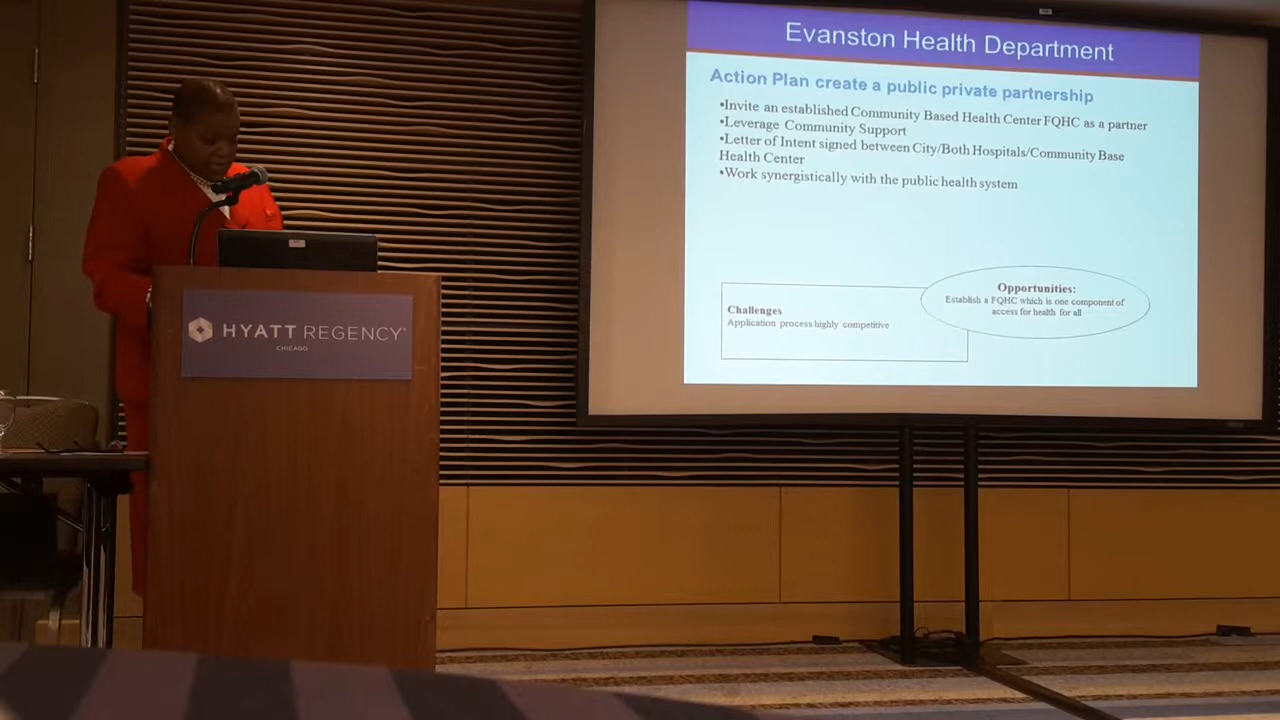 Evanston Health Department
Action Plan create a public private partnership
•Invite an established Community Based Health Center FQHC as a partner
•Leverage Community Support
•Letter of Intent signed between City/Both Hospitals/Community Base
Health Center
•Work synergistically with the public health system
Opportunities:
Establish a FQHC which is one component of
access for health for all
Challenges
Application process highly competitive
HYATT REGENCY
CHICAGO